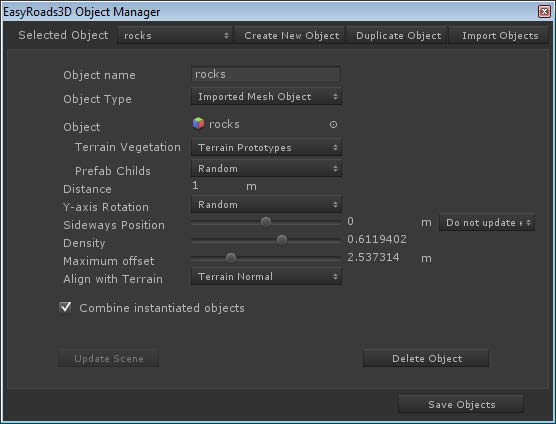 EasyRoads3D Object Manager
Selected Object rocks Create New Object Duplicate Object Import Objects
Object name rocks
Object Type Imported Mesh Object
Object rocks
Terrain Vegetation Terrain Prototypes
Prefab Childs Random
Distance 1 m
Y-axis Rotation Random
Sideways Position 0 m Do not update
Density 0.6119402
Maximum offset 2.537314 m
Align with Terrain Terrain Normal
Combine instantiated objects
Update Scene Delete Object
Save Objects